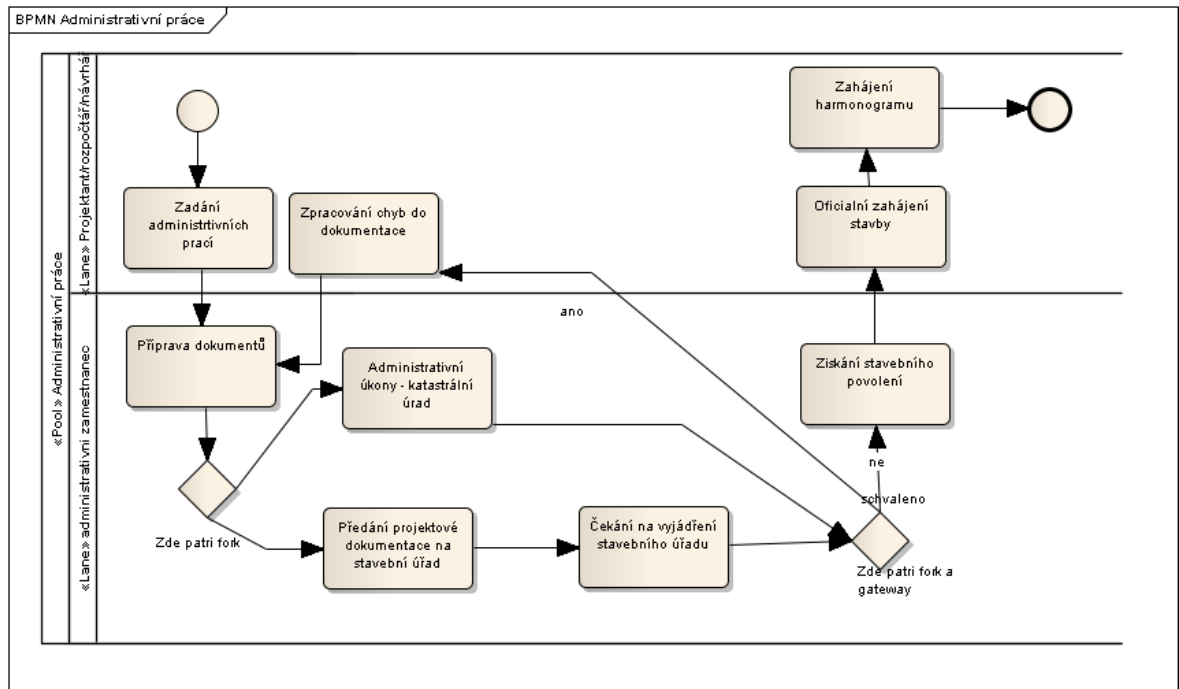 BPMN Administrativní práce
«Pool» Administrativní práce
«Lane» Projektant/rozpočtář/návrhář
Zadání
administrtivních
prací
Zpracování chyb do
dokumentace
Zahájení
harmonogramu
Oficialní zahájení
stavby
«Lane» administrativni zamestnanec
Příprava dokumentů
Administrativní
úkony - katastrální
úrad
ano
Získání stavebního
povolení
ne
schvaleno
Zde patri fork
Předání projektové
dokumentace na
stavební úřad
Čekání na vyjádření
stavebního úřadu
Zde patri fork a
gateway